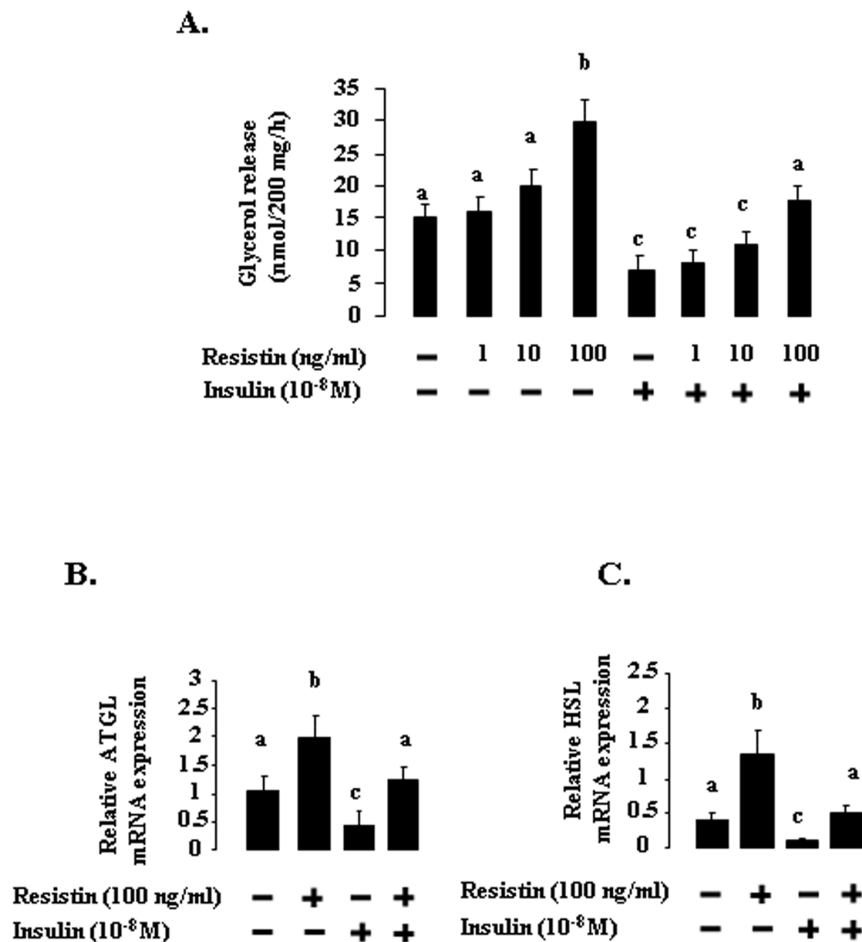 A.
Glycerol release
(nmol/200 mg/h)
35
30
25
20
15
10
5
0
a a a b c c c a
Resistin (ng/ml) – 1 10 100 – 1 10 100
Insulin (10⁻⁸M) – – – – + + + +
B.
Relative ATGL
mRNA expression
3
2.5
2
1.5
1
0.5
0
a b c a
Resistin (100 ng/ml) – + – +
Insulin (10⁻⁸M) – – + +
C.
Relative HSL
mRNA expression
2.5
2
1.5
1
0.5
0
a b c a
Resistin (100 ng/ml) – + – +
Insulin (10⁻⁸M) – – + +